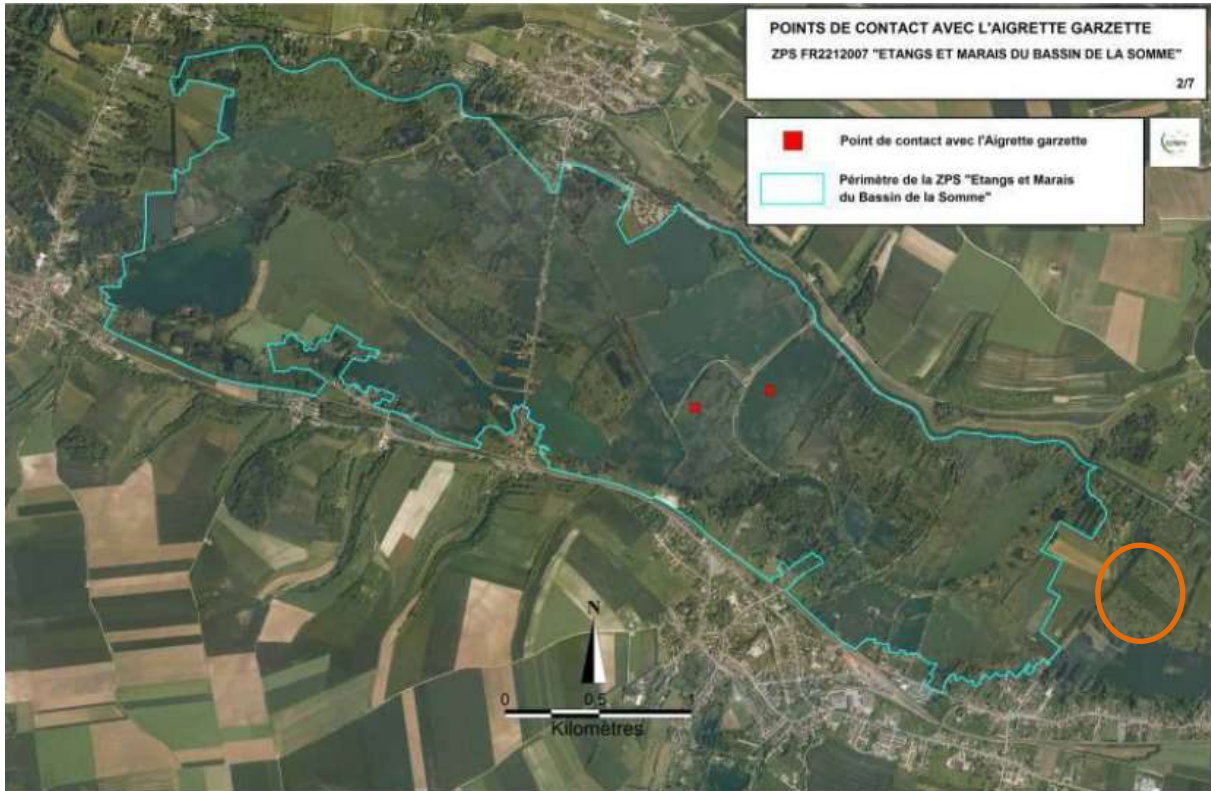 POINTS DE CONTACT AVEC L'AIGRETTE GARZETTE
ZPS FR2212007 "ETANGS ET MARAIS DU BASSIN DE LA SOMME"
2/7
Point de contact avec l'Aigrette garzette
Périmètre de la ZPS "Etangs et Marais
du Bassin de la Somme"
N
0 0.5 1
Kilomètres